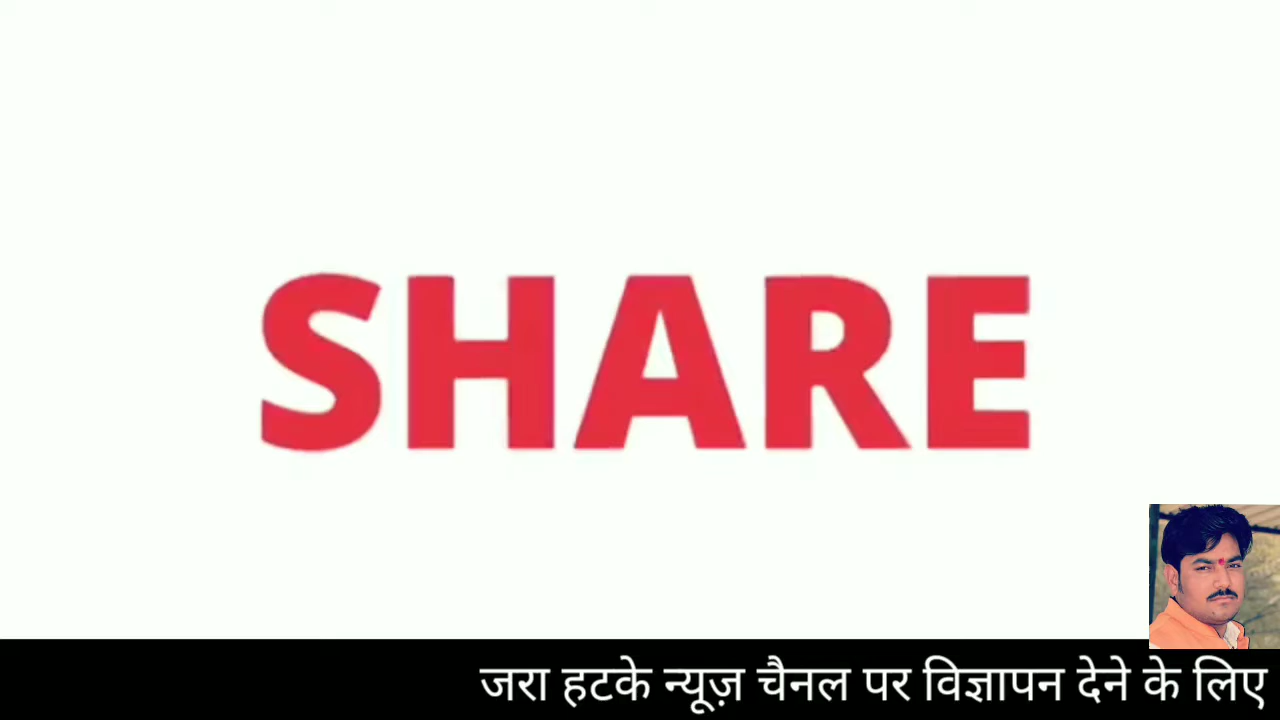 SHARE
जरा हटके न्यूज़ चैनल पर विज्ञापन देने के लिए